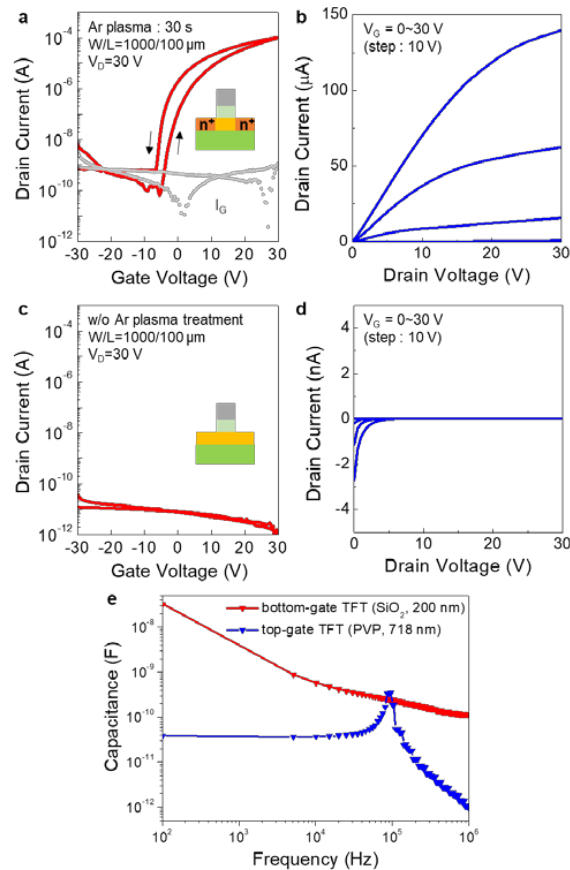 a
Ar plasma : 30 s
W/L=1000/100 μm
V_D=30 V
n⁺ n⁺
I_G
10⁻⁴
10⁻⁶
10⁻⁸
10⁻¹⁰
10⁻¹²
Drain Current (A)
-30 -20 -10 0 10 20 30
Gate Voltage (V)
b
V_G = 0~30 V
(step : 10 V)
150
100
50
0
Drain Current (μA)
0 10 20 30
Drain Voltage (V)
c
w/o Ar plasma treatment
W/L=1000/100 μm
V_D=30 V
10⁻⁴
10⁻⁶
10⁻⁸
10⁻¹⁰
10⁻¹²
Drain Current (A)
-30 -20 -10 0 10 20 30
Gate Voltage (V)
d
V_G = 0~30 V
(step : 10 V)
4
2
0
-2
-4
Drain Current (nA)
0 10 20 30
Drain Voltage (V)
e
bottom-gate TFT (SiO₂, 200 nm)
top-gate TFT (PVP, 718 nm)
10⁻⁸
10⁻⁹
10⁻¹⁰
10⁻¹¹
10⁻¹²
Capacitance (F)
10² 10³ 10⁴ 10⁵ 10⁶
Frequency (Hz)